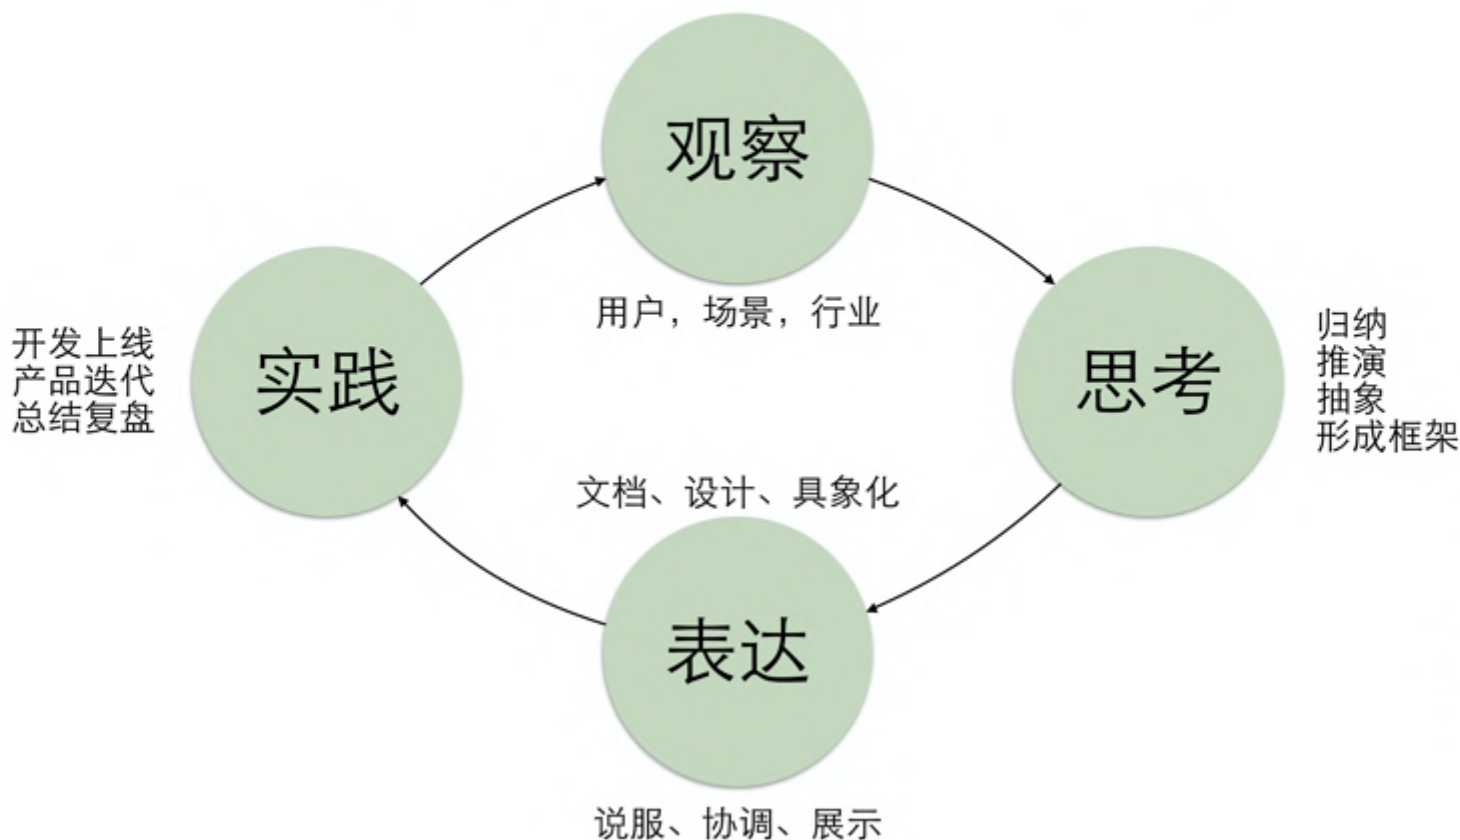 观察
用户，场景，行业
开发上线
产品迭代
总结复盘
实践
思考
归纳
推演
抽象
形成框架
文档、设计、具象化
表达
说服、协调、展示